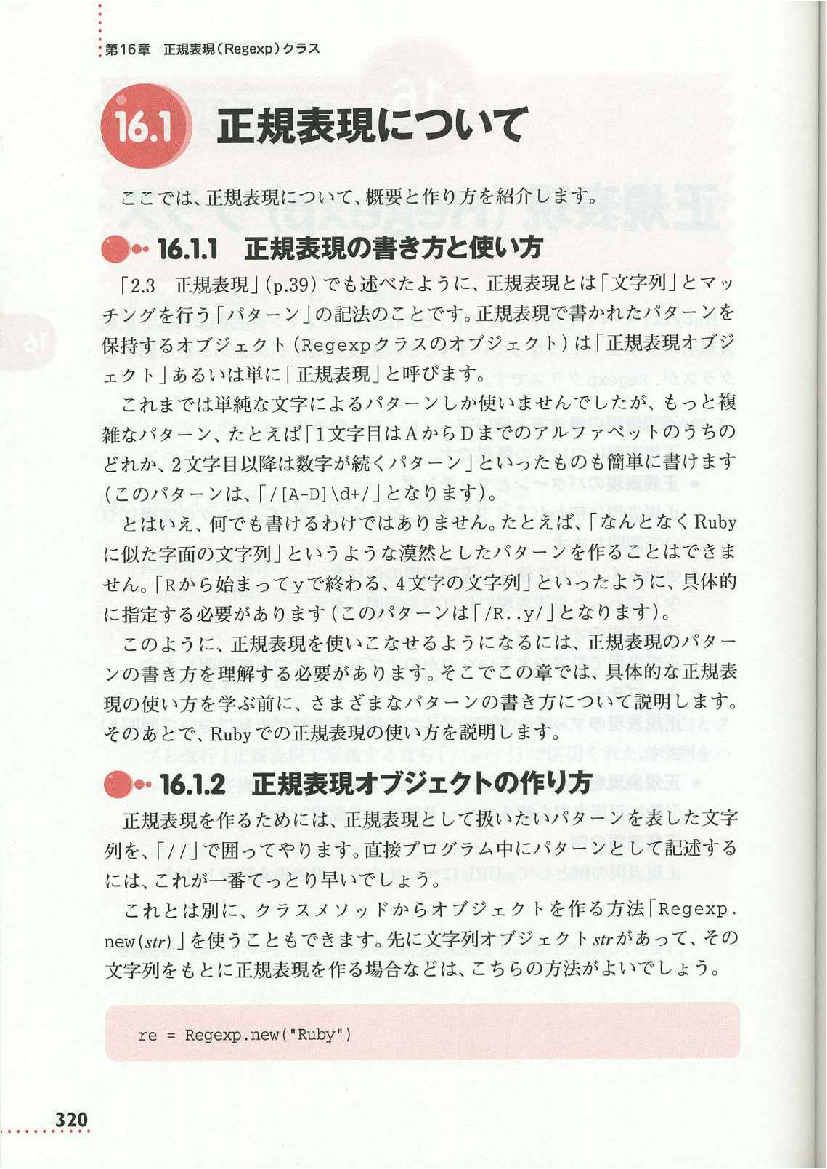 第16章 正規表現(Regexp)クラス
16.1 正規表現について
ここでは、正規表現について、概要と作り方を紹介します。
16.1.1 正規表現の書き方と使い方
「2.3 正規表現」(p.39)でも述べたように、正規表現とは「文字列」とマッ
チングを行う「パターン」の記法のことです。正規表現で書かれたパターンを
保持するオブジェクト(Regexpクラスのオブジェクト)は「正規表現オブジ
ェクト」あるいは単に「正規表現」と呼びます。
これまでは単純な文字によるパターンしか使いませんでしたが、もっと複
雑なパターン、たとえば「1文字目はAからDまでのアルファベットのうちの
どれか、2文字目以降は数字が続くパターン」といったものも簡単に書けます
(このパターンは、「/[A-D]\d+/」となります)。
とはいえ、何でも書けるわけではありません。たとえば、「なんとなくRuby
に似た字面の文字列」というような漠然としたパターンを作ることはできま
せん。「Rから始まってyで終わる、4文字の文字列」といったように、具体的
に指定する必要があります(このパターンは「/R..y/」となります)。
このように、正規表現を使いこなせるようになるには、正規表現のパター
ンの書き方を理解する必要があります。そこでこの章では、具体的な正規表
現の使い方を学ぶ前に、さまざまなパターンの書き方について説明します。
そのあとで、Rubyでの正規表現の使い方を説明します。
16.1.2 正規表現オブジェクトの作り方
正規表現を作るためには、正規表現として扱いたいパターンを表した文字
列を、「//」で囲ってやります。直接プログラム中にパターンとして記述する
には、これが一番てっとり早いでしょう。
これとは別に、クラスメソッドからオブジェクトを作る方法「Regexp.
new(str)」を使うこともできます。先に文字列オブジェクトstrがあって、その
文字列をもとに正規表現を作る場合などは、こちらの方法がよいでしょう。
re = Regexp.new("Ruby")
320